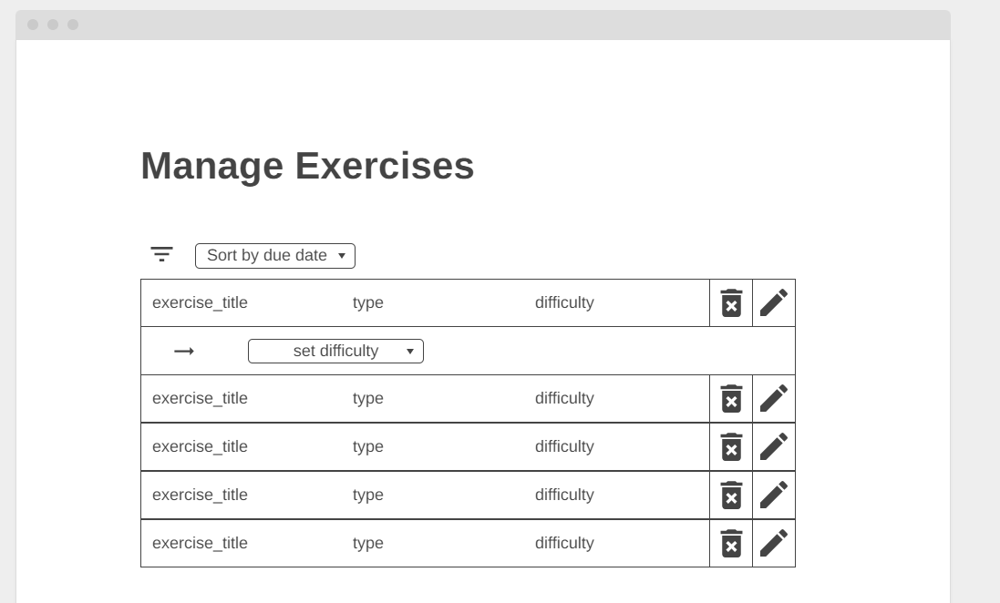 Manage Exercises
Sort by due date
exercise_title type difficulty
set difficulty
exercise_title type difficulty
exercise_title type difficulty
exercise_title type difficulty
exercise_title type difficulty